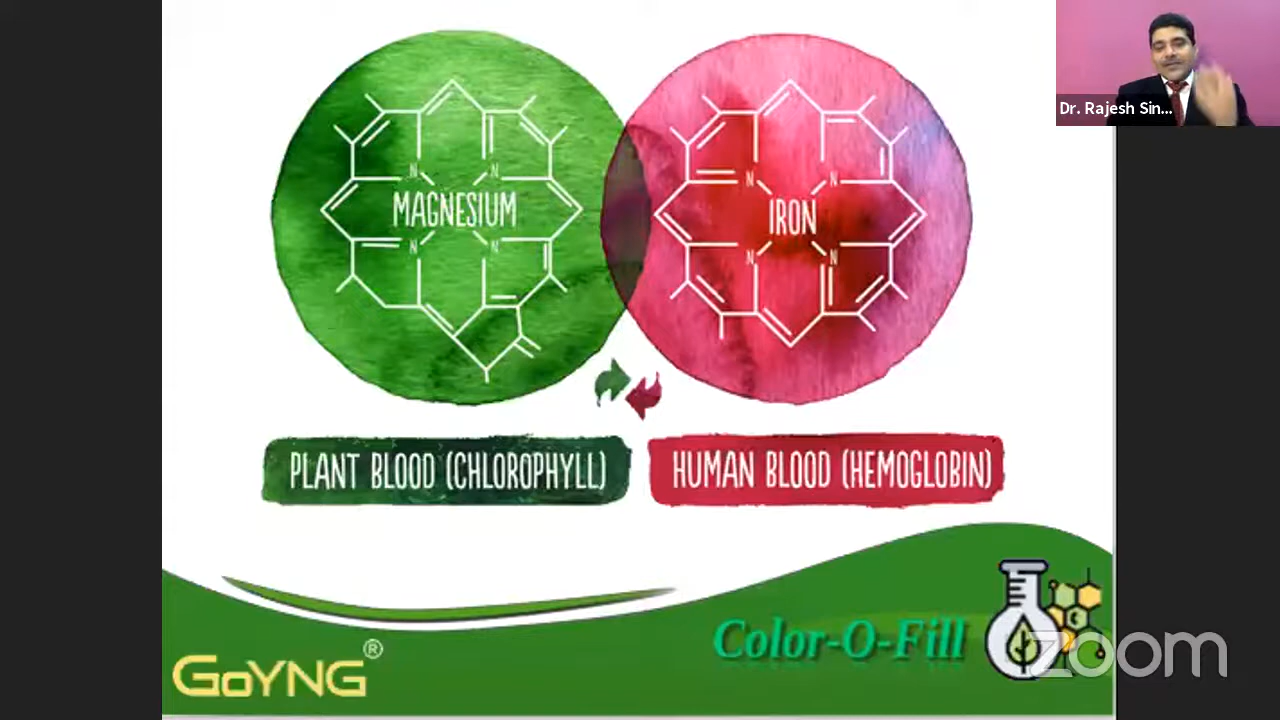 Dr. Rajesh Sin...
N N
MAGNESIUM
N N
N N
IRON
N N
PLANT BLOOD (CHLOROPHYLL)
HUMAN BLOOD (HEMOGLOBIN)
Color-O-Fill
GoYNG®
zoom